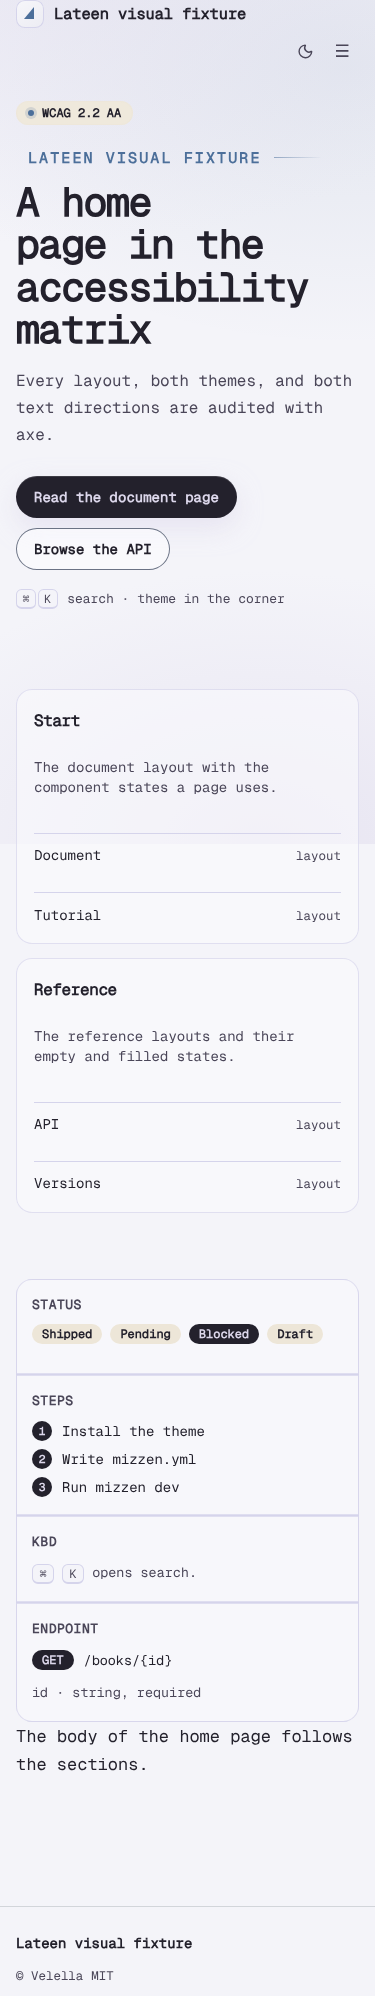 Lateen visual fixture
WCAG 2.2 AA
LATEEN VISUAL FIXTURE
A home
page in the
accessibility
matrix
Every layout, both themes, and both
text directions are audited with
axe.
Read the document page
Browse the API
⌘ K search · theme in the corner
Start
The document layout with the
component states a page uses.
Document layout
Tutorial layout
Reference
The reference layouts and their
empty and filled states.
API layout
Versions layout
STATUS
Shipped Pending Blocked Draft
STEPS
1 Install the theme
2 Write mizzen.yml
3 Run mizzen dev
KBD
⌘ K opens search.
ENDPOINT
GET /books/{id}
id · string, required
The body of the home page follows
the sections.
Lateen visual fixture
© Velella MIT